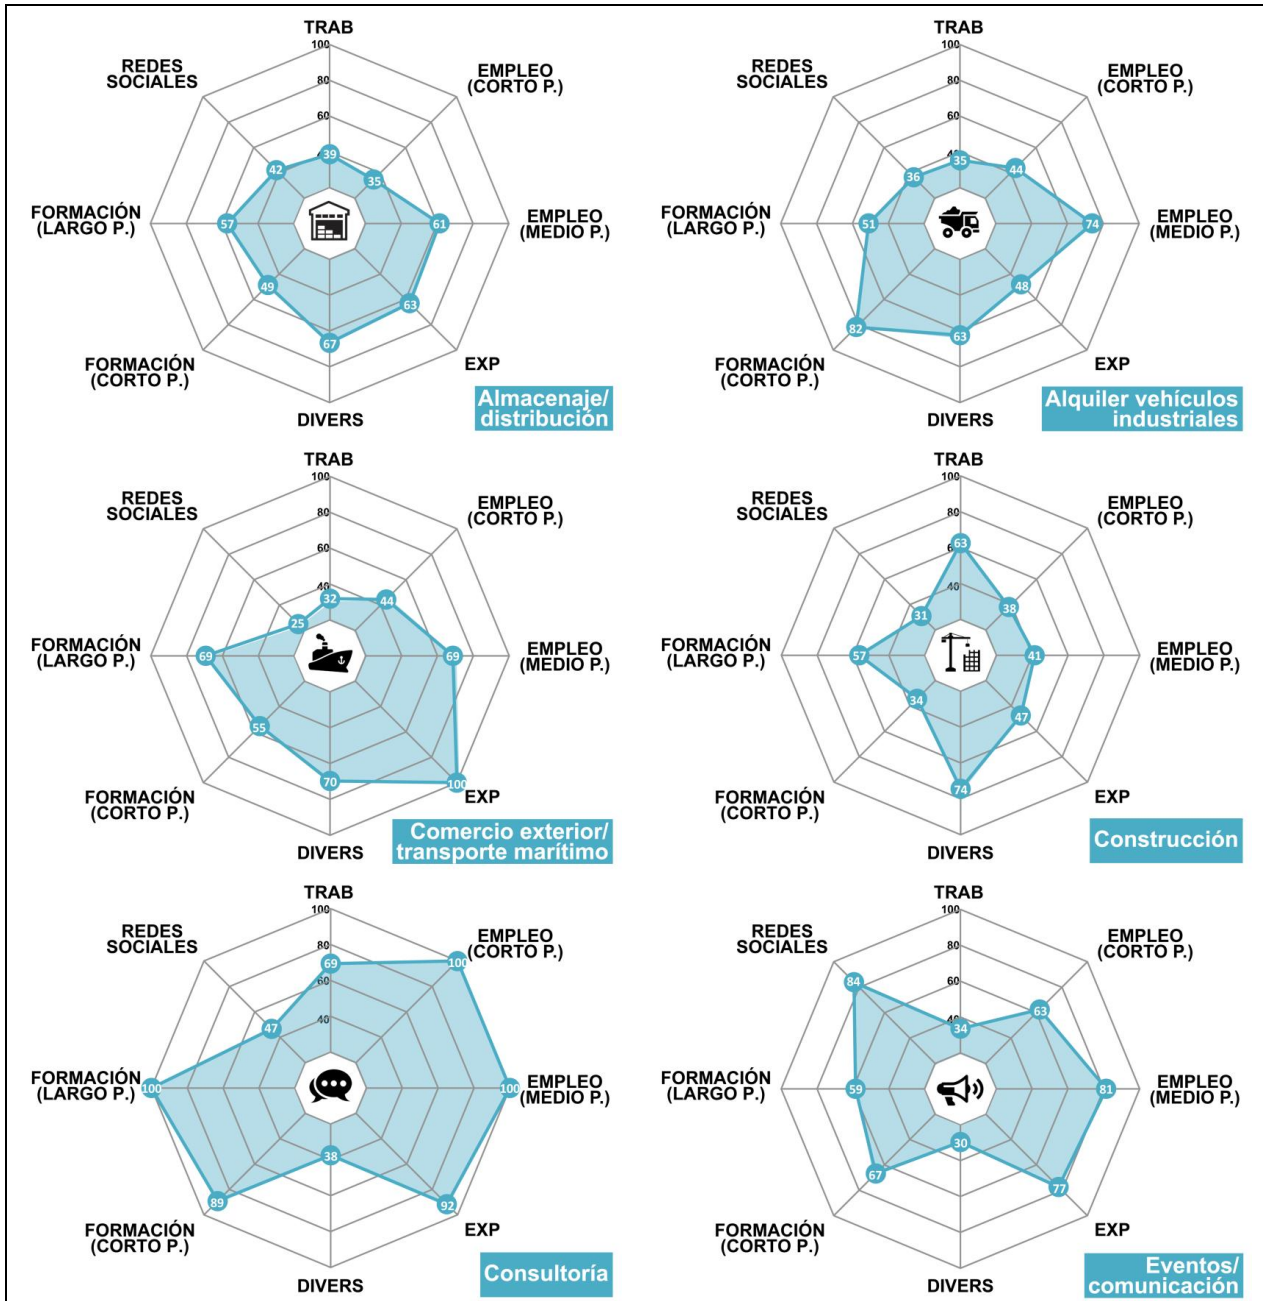 TRAB
100
80
60
40
REDES
SOCIALES
EMPLEO
(CORTO P.)
FORMACIÓN
(LARGO P.)
EMPLEO
(MEDIO P.)
FORMACIÓN
(CORTO P.)
EXP
DIVERS
39
35
61
63
67
49
57
42
Almacenaje/
distribución
TRAB
100
80
60
40
REDES
SOCIALES
EMPLEO
(CORTO P.)
FORMACIÓN
(LARGO P.)
EMPLEO
(MEDIO P.)
FORMACIÓN
(CORTO P.)
EXP
DIVERS
35
44
74
48
63
82
51
36
Alquiler vehículos
industriales
TRAB
100
80
60
40
REDES
SOCIALES
EMPLEO
(CORTO P.)
FORMACIÓN
(LARGO P.)
EMPLEO
(MEDIO P.)
FORMACIÓN
(CORTO P.)
EXP
DIVERS
32
44
69
100
70
55
69
25
Comercio exterior/
transporte marítimo
TRAB
100
80
60
40
REDES
SOCIALES
EMPLEO
(CORTO P.)
FORMACIÓN
(LARGO P.)
EMPLEO
(MEDIO P.)
FORMACIÓN
(CORTO P.)
EXP
DIVERS
63
38
41
47
74
34
57
31
Construcción
TRAB
100
80
60
40
REDES
SOCIALES
EMPLEO
(CORTO P.)
FORMACIÓN
(LARGO P.)
EMPLEO
(MEDIO P.)
FORMACIÓN
(CORTO P.)
EXP
DIVERS
69
100
100
92
38
89
100
47
Consultoría
TRAB
100
80
60
40
REDES
SOCIALES
EMPLEO
(CORTO P.)
FORMACIÓN
(LARGO P.)
EMPLEO
(MEDIO P.)
FORMACIÓN
(CORTO P.)
EXP
DIVERS
34
63
81
77
30
67
59
84
Eventos/
comunicación